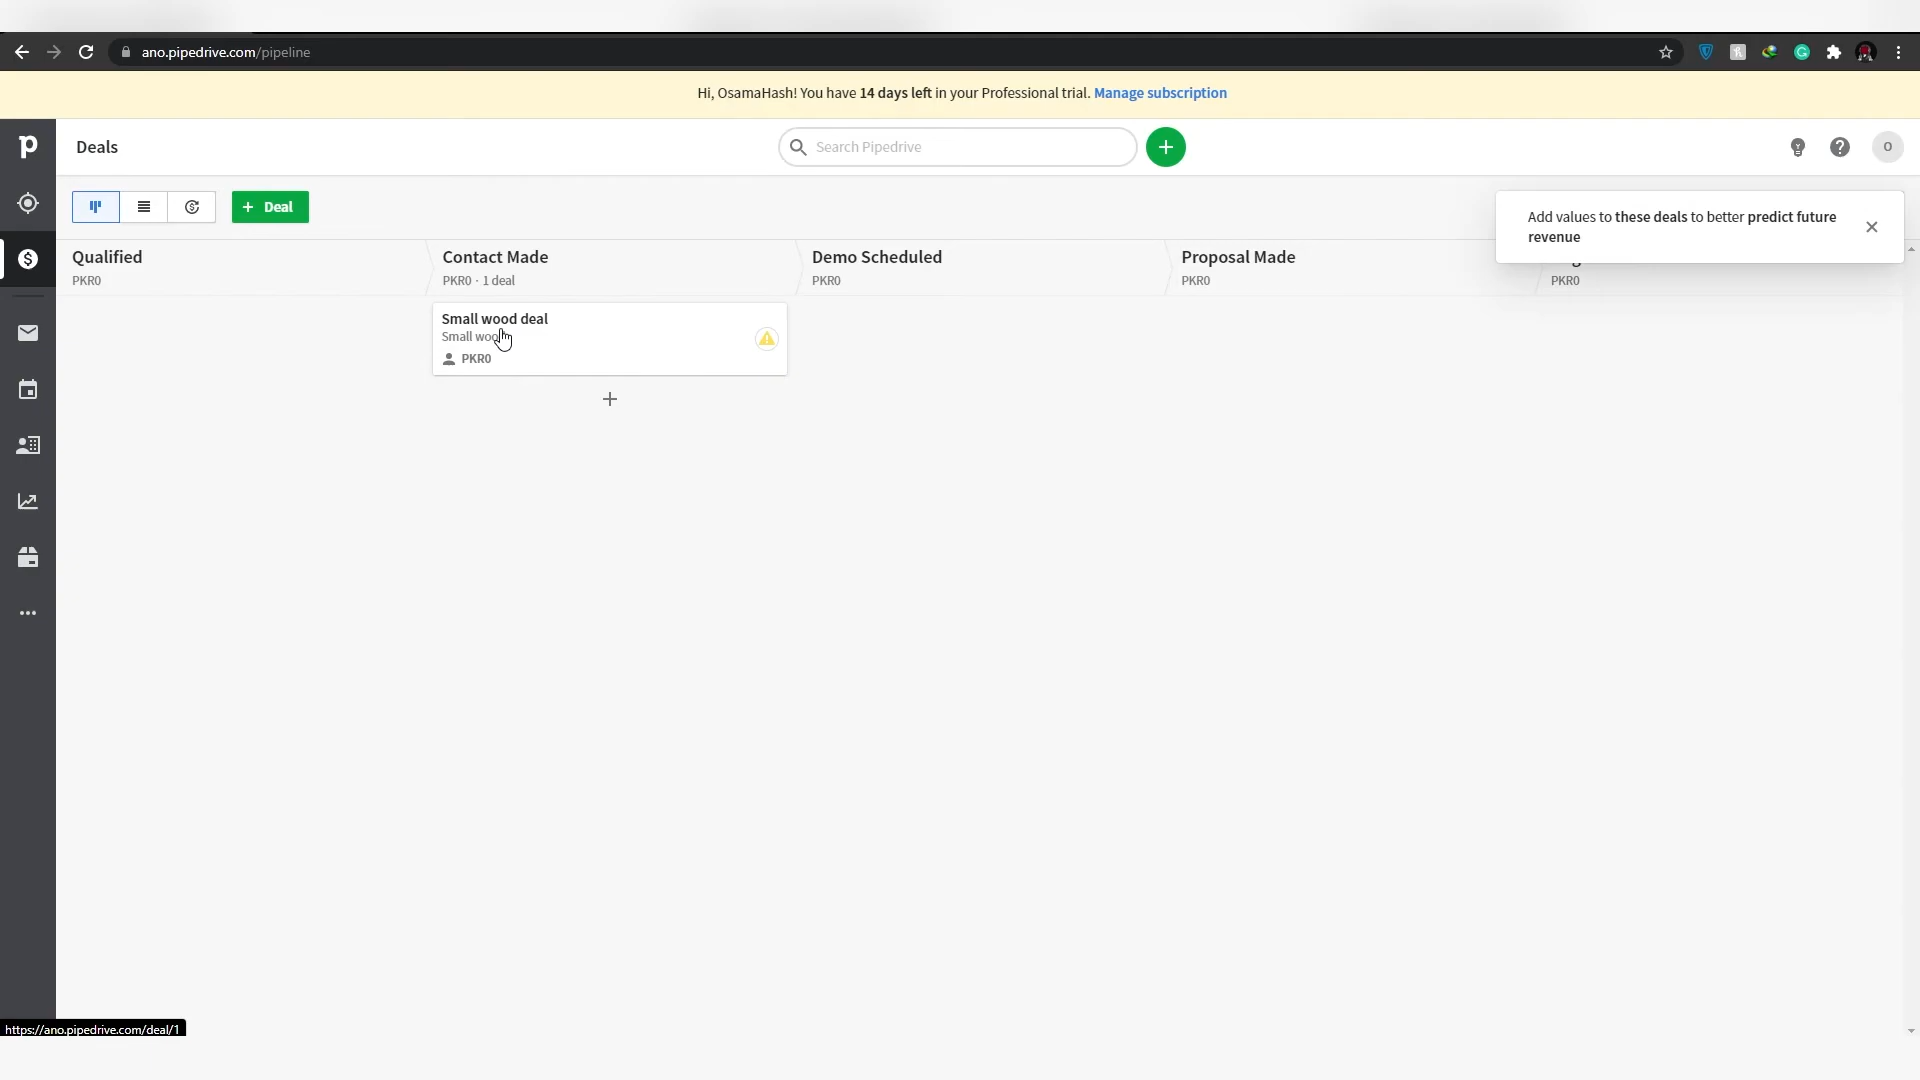 ano.pipedrive.com/pipeline
Hi, OsamaHash! You have 14 days left in your Professional trial. Manage subscription
p
Deals
Search Pipedrive
O
Deal
Add values to these deals to better predict future
revenue
Qualified
PKR0
Contact Made
PKR0 · 1 deal
Demo Scheduled
PKR0
Proposal Made
PKR0
PKR0
Small wood deal
Small
PKR0
https://ano.pipedrive.com/deal/1